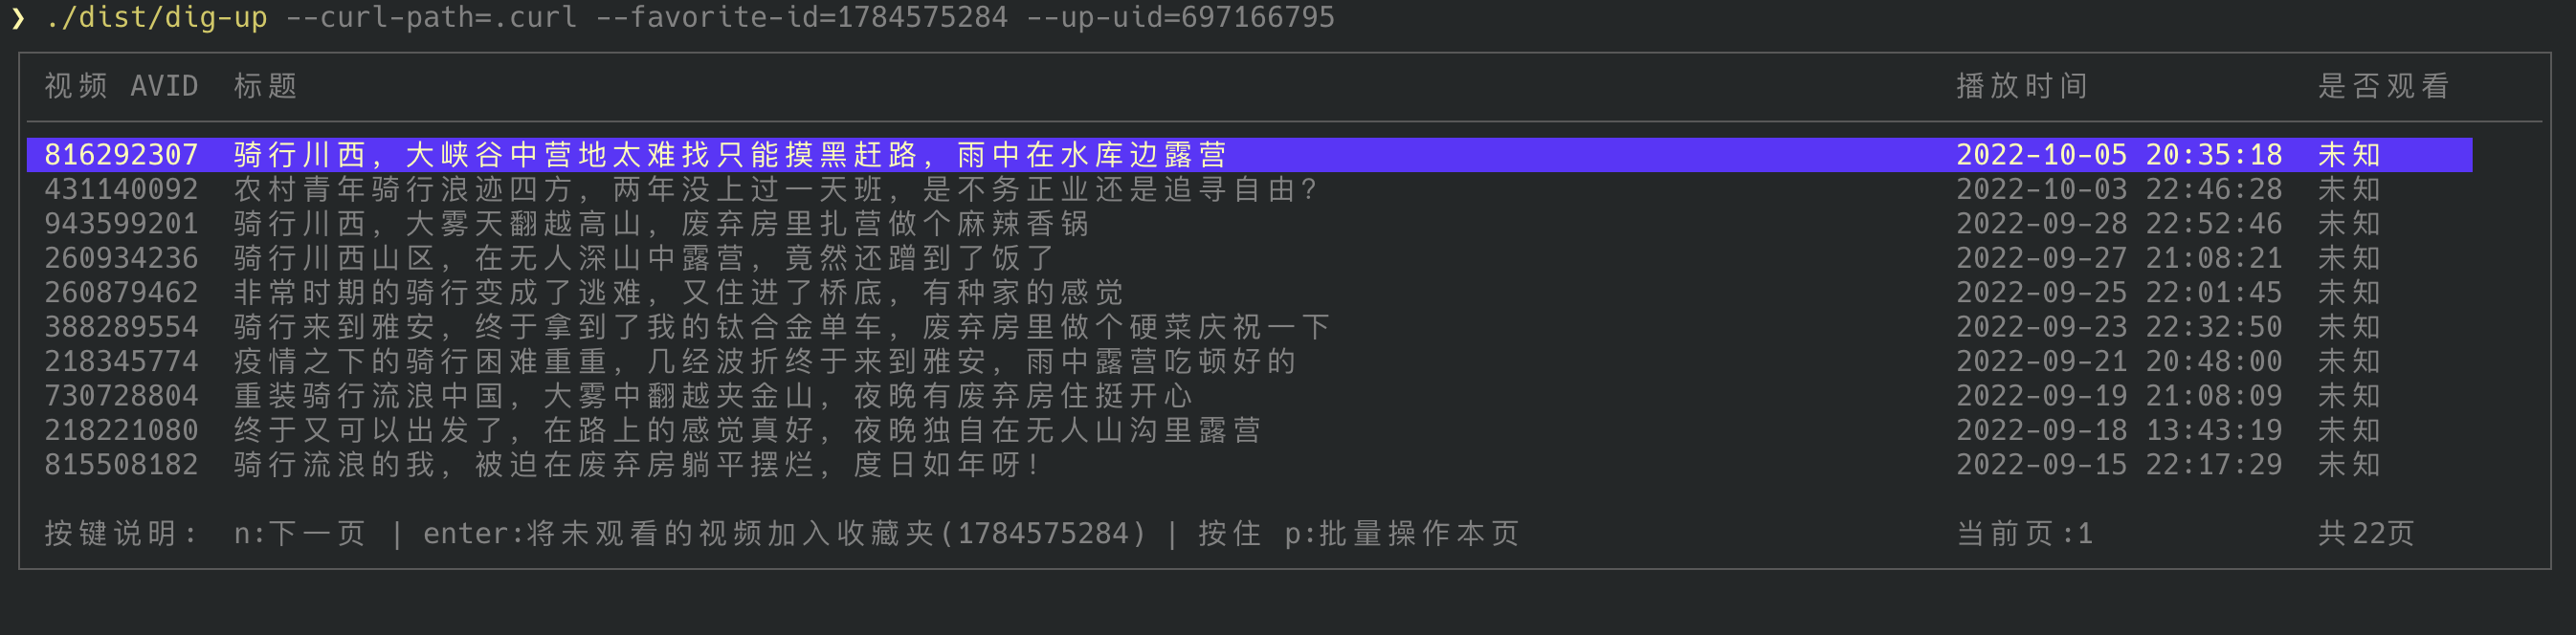 ❯ ./dist/dig-up --curl-path=.curl --favorite-id=1784575284 --up-uid=697166795
视频 AVID 标题 播放时间 是否观看
816292307 骑行川西，大峡谷中营地太难找只能摸黑赶路，雨中在水库边露营 2022-10-05 20:35:18 未知
431140092 农村青年骑行浪迹四方，两年没上过一天班，是不务正业还是追寻自由？ 2022-10-03 22:46:28 未知
943599201 骑行川西，大雾天翻越高山，废弃房里扎营做个麻辣香锅 2022-09-28 22:52:46 未知
260934236 骑行川西山区，在无人深山中露营，竟然还蹭到了饭了 2022-09-27 21:08:21 未知
260879462 非常时期的骑行变成了逃难，又住进了桥底，有种家的感觉 2022-09-25 22:01:45 未知
388289554 骑行来到雅安，终于拿到了我的钛合金单车，废弃房里做个硬菜庆祝一下 2022-09-23 22:32:50 未知
218345774 疫情之下的骑行困难重重，几经波折终于来到雅安，雨中露营吃顿好的 2022-09-21 20:48:00 未知
730728804 重装骑行流浪中国，大雾中翻越夹金山，夜晚有废弃房住挺开心 2022-09-19 21:08:09 未知
218221080 终于又可以出发了，在路上的感觉真好，夜晚独自在无人山沟里露营 2022-09-18 13:43:19 未知
815508182 骑行流浪的我，被迫在废弃房躺平摆烂，度日如年呀！ 2022-09-15 22:17:29 未知
按键说明： n:下一页 | enter:将未观看的视频加入收藏夹(1784575284) | 按住 p:批量操作本页 当前页:1 共22页